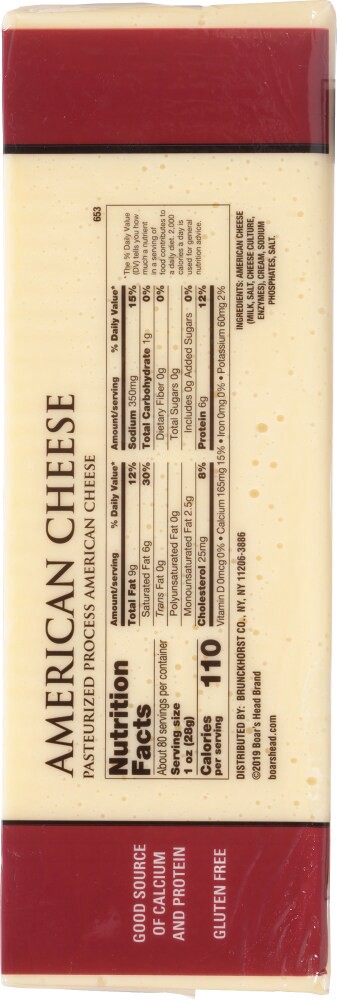 AMERICAN CHEESE
PASTEURIZED PROCESS AMERICAN CHEESE
653
Nutrition
Facts
About 80 servings per container
Serving size
1 oz (28g)
Calories
per serving
110
Amount/serving % Daily Value*
Total Fat 9g 12%
Saturated Fat 6g 30%
Trans Fat 0g
Polyunsaturated Fat 0g
Monounsaturated Fat 2.5g
Cholesterol 25mg 8%
Amount/serving % Daily Value*
Sodium 350mg 15%
Total Carbohydrate 1g 0%
Dietary Fiber 0g 0%
Total Sugars 0g
Includes 0g Added Sugars 0%
Protein 6g 12%
Vitamin D 0mcg 0% • Calcium 165mg 15% • Iron 0mg 0% • Potassium 60mg 2%
*The % Daily Value
(DV) tells you how
much a nutrient
in a serving of
food contributes to
a daily diet. 2,000
calories a day is
used for general
nutrition advice.
DISTRIBUTED BY: BRUNCKHORST CO., NY, NY 11206-3886
©2019 Boar's Head Brand
boarshead.com
INGREDIENTS: AMERICAN CHEESE
(MILK, SALT, CHEESE CULTURE,
ENZYMES), CREAM, SODIUM
PHOSPHATES, SALT.
GOOD SOURCE
OF CALCIUM
AND PROTEIN
GLUTEN FREE